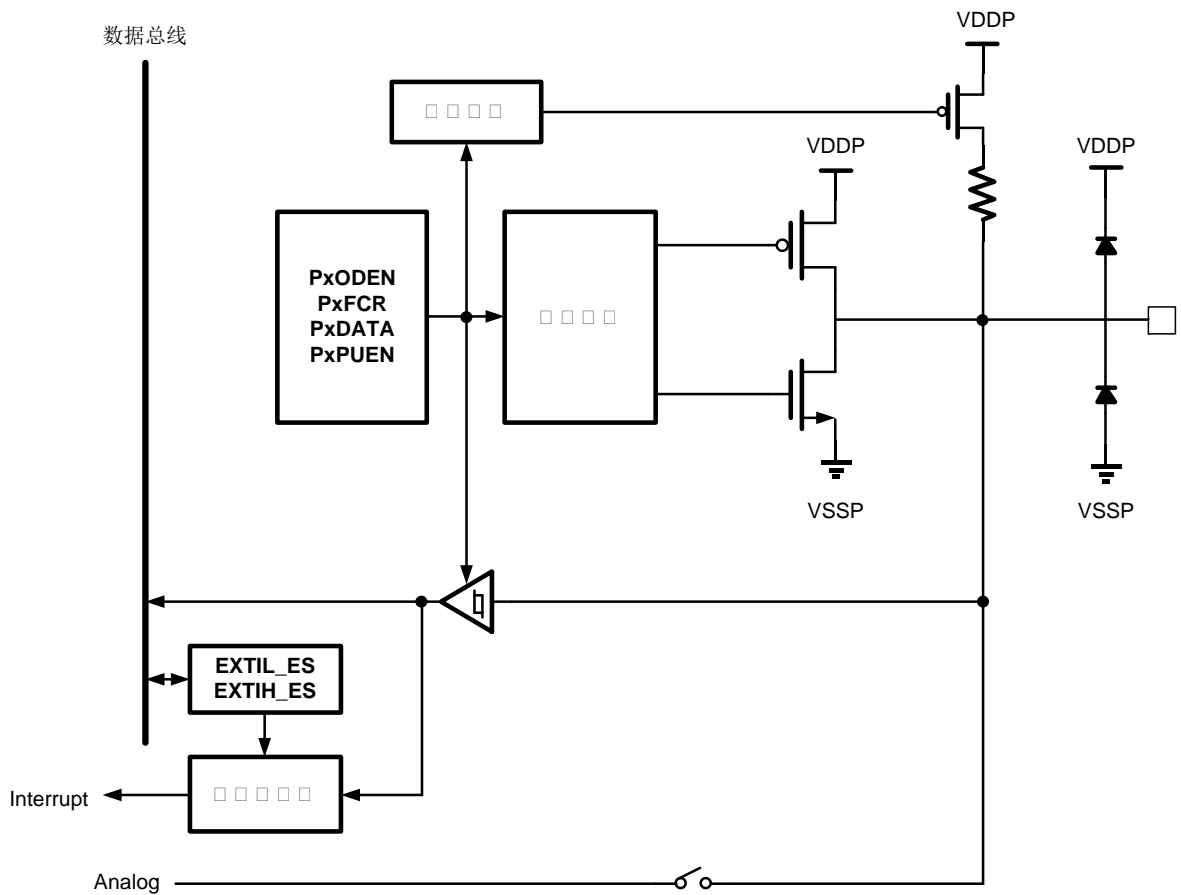 数据总线
VDDP
VDDP
VDDP
PxODEN
PxFCR
PxDATA
PxPUEN
VSSP
VSSP
EXTIL_ES
EXTIH_ES
Interrupt
Analog